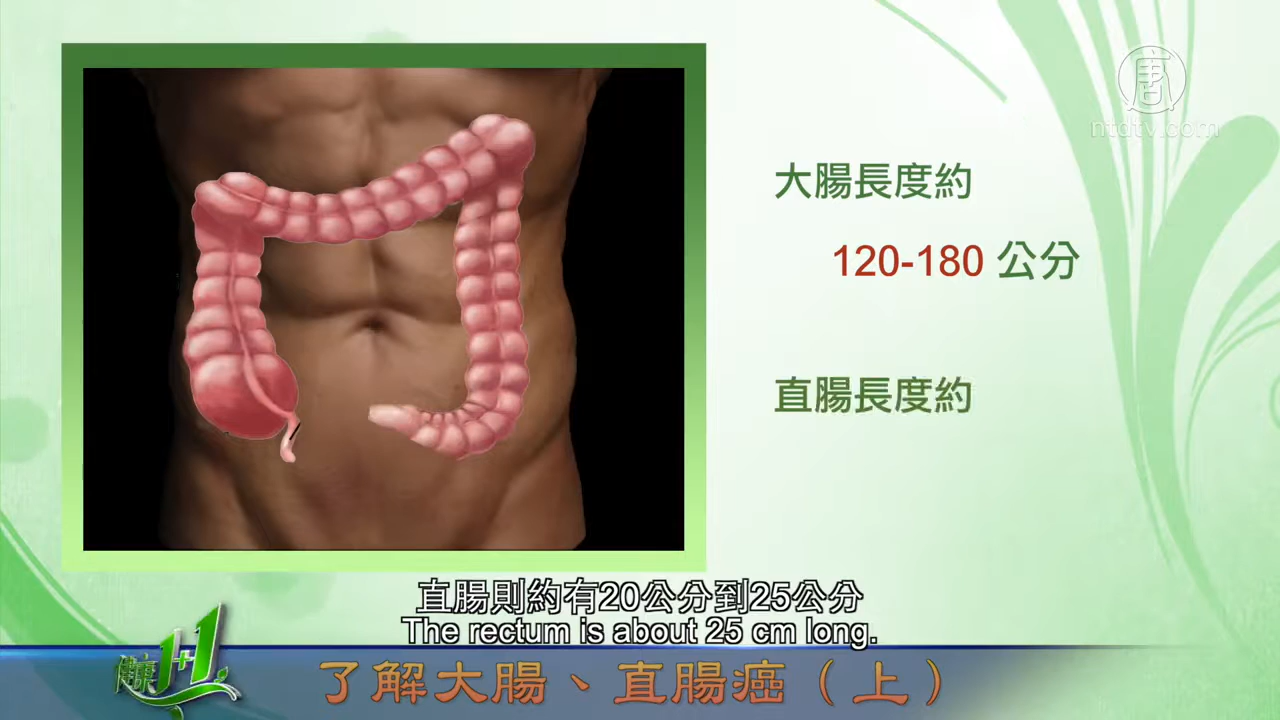 唐
ntdtv.com
大腸長度約
120-180 公分
直腸長度約
直腸則約有20公分到25公分
The rectum is about 25 cm long.
健康1+1
了解大腸、直腸癌（上）